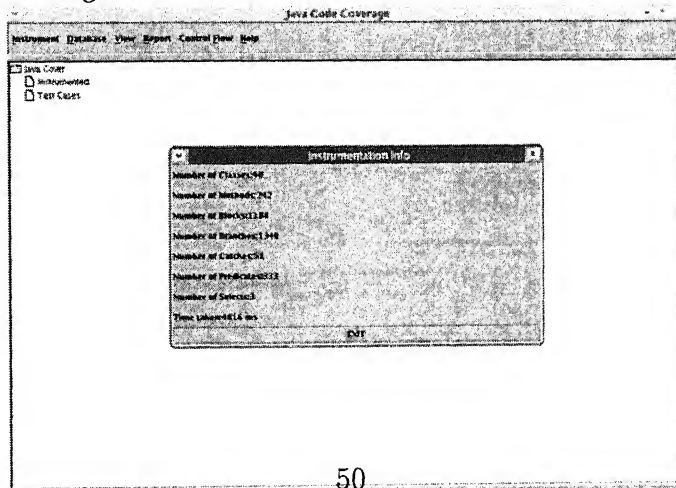 Java Code Coverage
Instrument Database View Report Control Flow Help
Java Cover
Instrumented
Test Cases
Instrumentation Info
Number of Classes:
Number of Methods:
Number of Blocks:
Number of Branches:
Number of Catches:
Number of Predicates:
Number of Selects:
Time taken: ms
EXIT
50